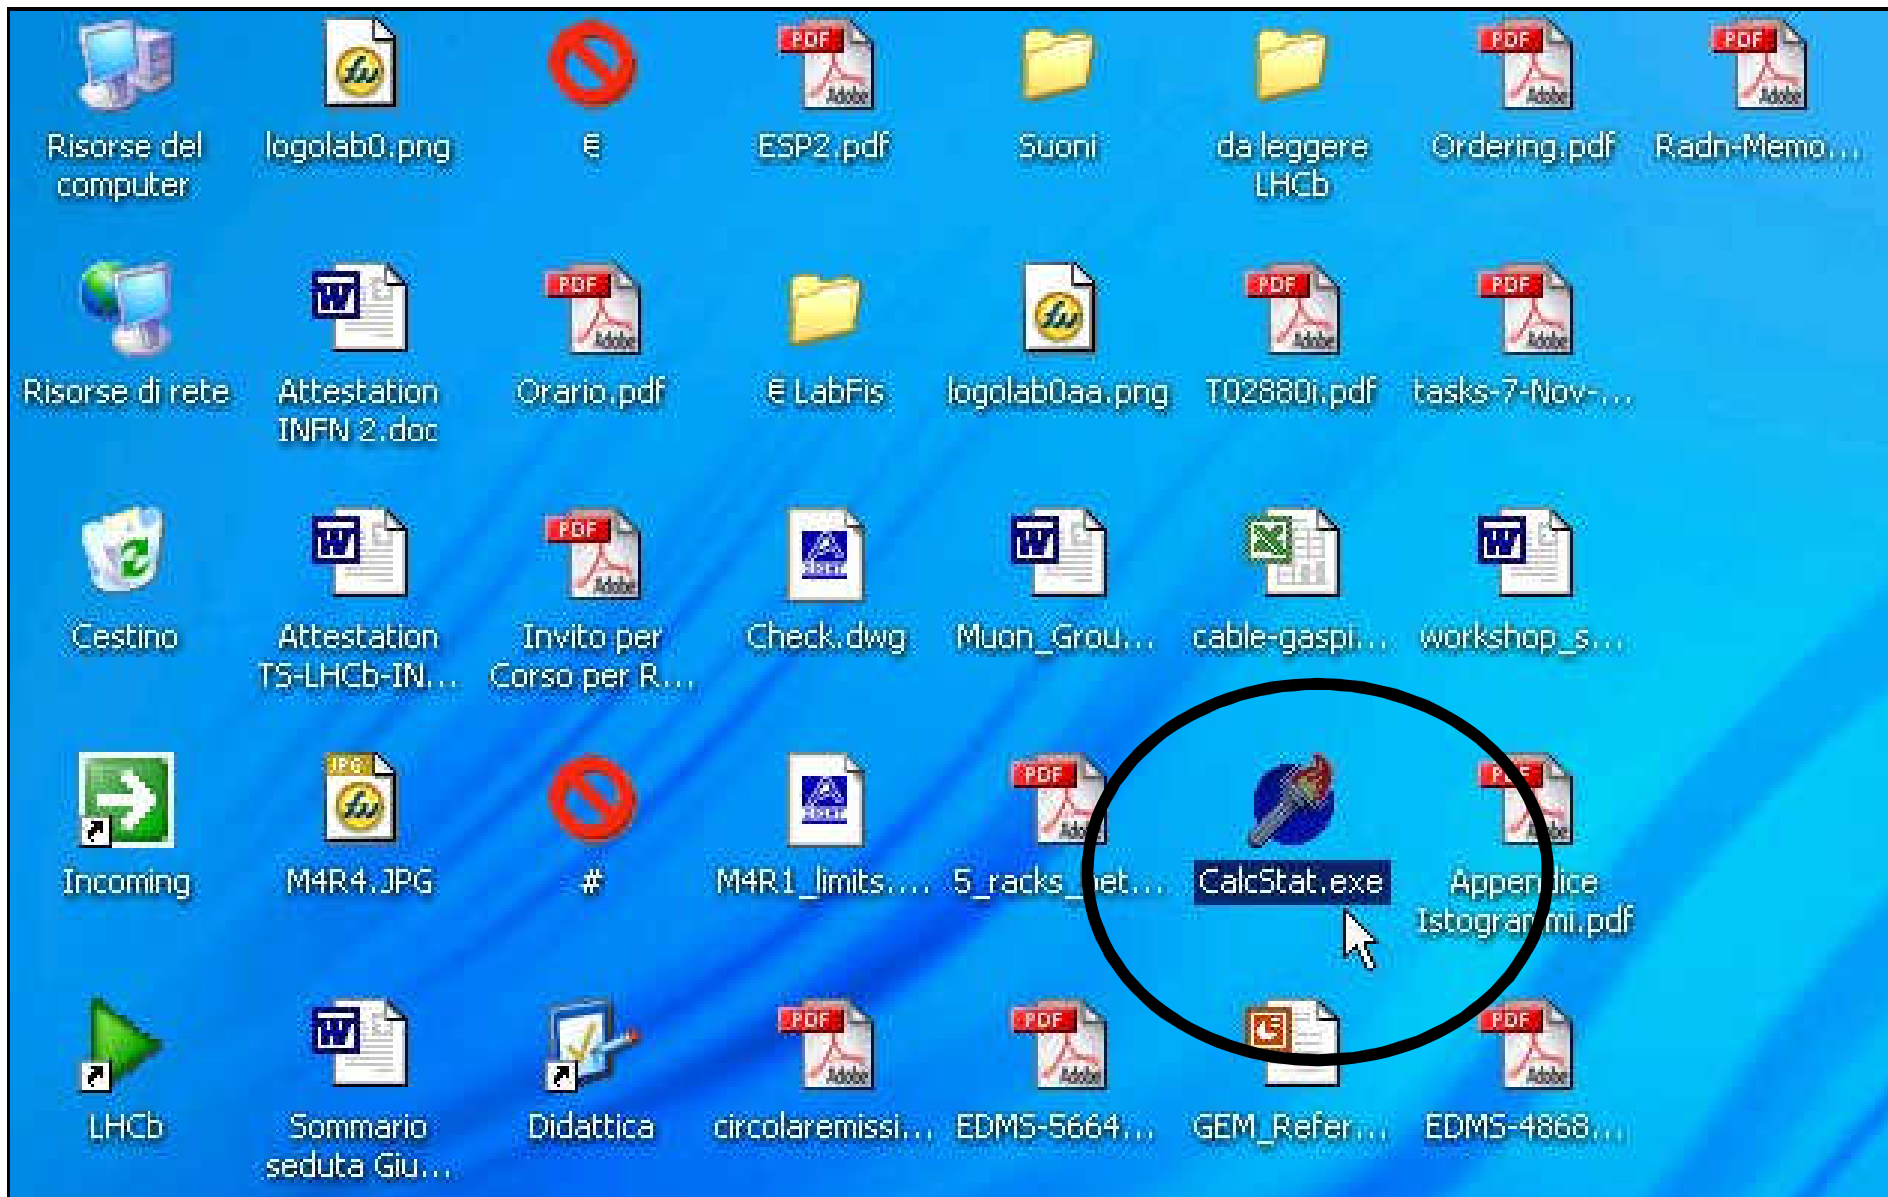 Risorse del
computer
logolab0.png
€
ESP2.pdf
Suoni
da leggere
LHCb
Ordering.pdf
Radn-Memo...
Risorse di rete
Attestation
INFN 2.doc
Orario.pdf
€ LabFis
logolab0aa.png
T02880i.pdf
tasks-7-Nov-...
Cestino
Attestation
TS-LHCb-IN...
Invito per
Corso per R...
Check.dwg
Muon_Grou...
cable-gaspi...
workshop_s...
Incoming
M4R4.JPG
#
M4R1_limits....
5_racks_net...
CalcStat.exe
Appendice
Istogrammi.pdf
LHCb
Sommario
seduta Giu...
Didattica
circolaremissi...
EDMS-5664...
GEM_Refer...
EDMS-4868...